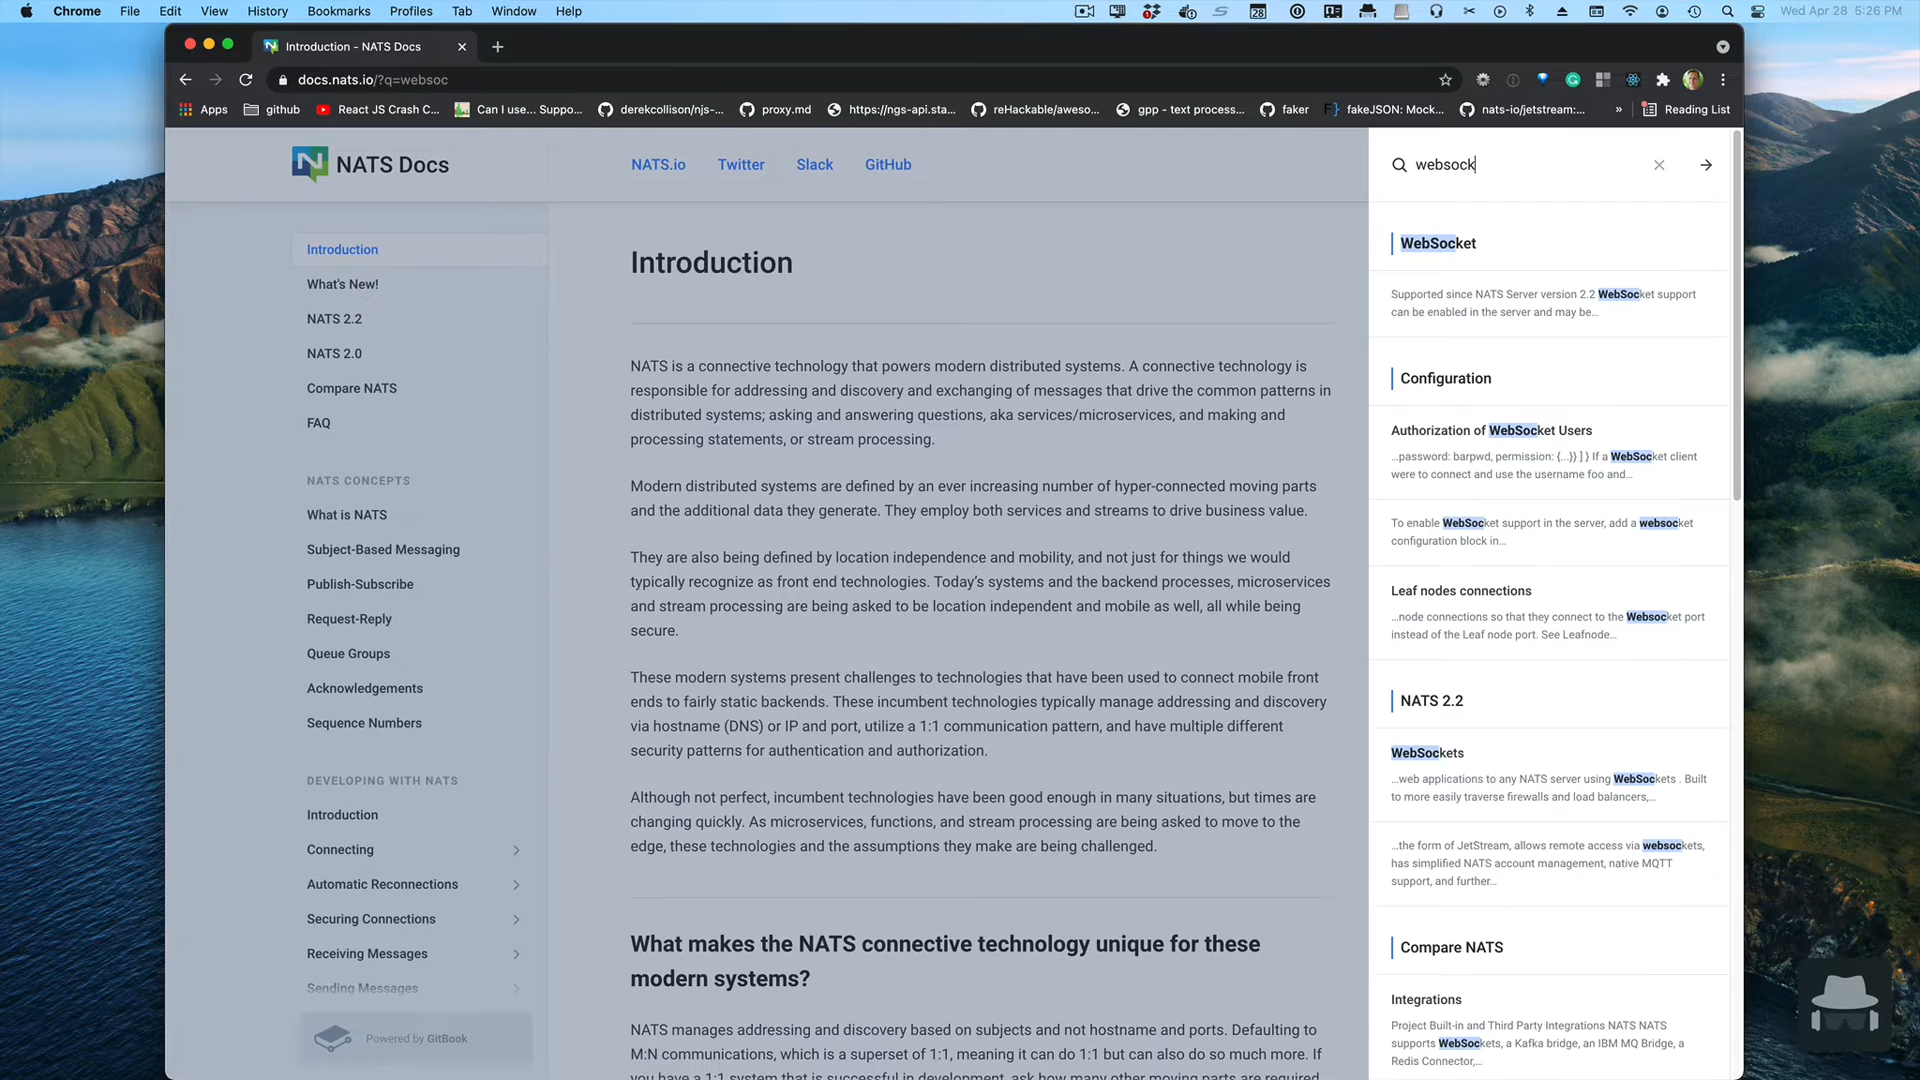 Chrome File Edit View History Bookmarks Profiles Tab Window Help
28
Wed Apr 28 5:26 PM
Introduction - NATS Docs
docs.nats.io/?q=websoc
Apps github React JS Crash C... Can I use... Suppo... derekcollison/njs-... proxy.md https://ngs-api.sta... reHackable/aweso... gpp - text process... faker fakeJSON: Mock... nats-io/jetstream:... » Reading List
NATS Docs
NATS.io Twitter Slack GitHub
Introduction
What's New!
NATS 2.2
NATS 2.0
Compare NATS
FAQ
NATS CONCEPTS
What is NATS
Subject-Based Messaging
Publish-Subscribe
Request-Reply
Queue Groups
Acknowledgements
Sequence Numbers
DEVELOPING WITH NATS
Introduction
Connecting
Automatic Reconnections
Securing Connections
Receiving Messages
Sending Messages
Powered by GitBook
Introduction
NATS is a connective technology that powers modern distributed systems. A connective technology is
responsible for addressing and discovery and exchanging of messages that drive the common patterns in
distributed systems; asking and answering questions, aka services/microservices, and making and
processing statements, or stream processing.
Modern distributed systems are defined by an ever increasing number of hyper-connected moving parts
and the additional data they generate. They employ both services and streams to drive business value.
They are also being defined by location independence and mobility, and not just for things we would
typically recognize as front end technologies. Today's systems and the backend processes, microservices
and stream processing are being asked to be location independent and mobile as well, all while being
secure.
These modern systems present challenges to technologies that have been used to connect mobile front
ends to fairly static backends. These incumbent technologies typically manage addressing and discovery
via hostname (DNS) or IP and port, utilize a 1:1 communication pattern, and have multiple different
security patterns for authentication and authorization.
Although not perfect, incumbent technologies have been good enough in many situations, but times are
changing quickly. As microservices, functions, and stream processing are being asked to move to the
edge, these technologies and the assumptions they make are being challenged.
What makes the NATS connective technology unique for these
modern systems?
NATS manages addressing and discovery based on subjects and not hostname and ports. Defaulting to
M:N communications, which is a superset of 1:1, meaning it can do 1:1 but can also do so much more. If
you have a 1:1 system that is successful in development, ask how many other moving parts are required
websock
WebSocket
Supported since NATS Server version 2.2 WebSocket support
can be enabled in the server and may be...
Configuration
Authorization of WebSocket Users
...password: barpwd, permission: {...}} ] } If a WebSocket client
were to connect and use the username foo and...
To enable WebSocket support in the server, add a websocket
configuration block in...
Leaf nodes connections
...node connections so that they connect to the Websocket port
instead of the Leaf node port. See Leafnode...
NATS 2.2
WebSockets
...web applications to any NATS server using WebSockets . Built
to more easily traverse firewalls and load balancers,...
...the form of JetStream, allows remote access via websockets,
has simplified NATS account management, native MQTT
support, and further...
Compare NATS
Integrations
Project Built-in and Third Party Integrations NATS NATS
supports WebSockets, a Kafka bridge, an IBM MQ Bridge, a
Redis Connector,...